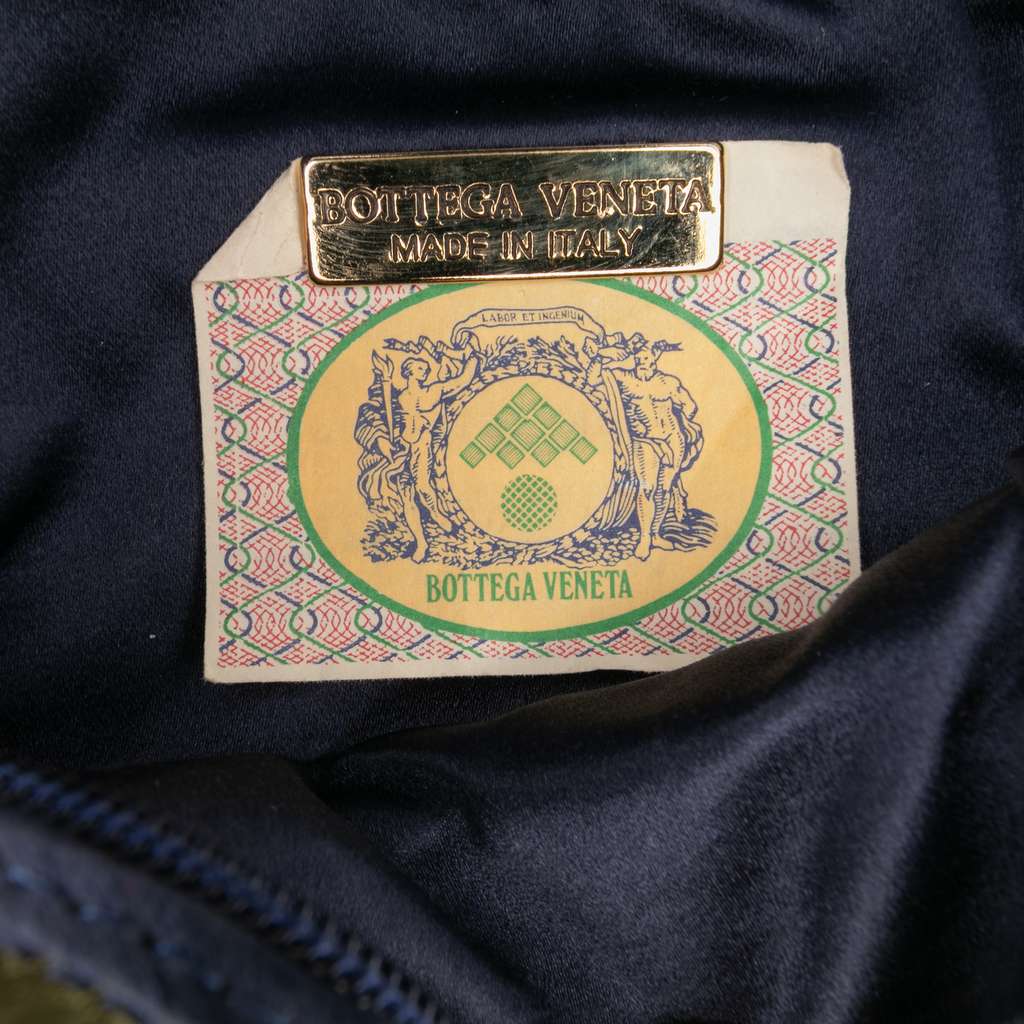 BOTTEGA VENETA
MADE IN ITALY
LABOR ET INGENIUM
BOTTEGA VENETA